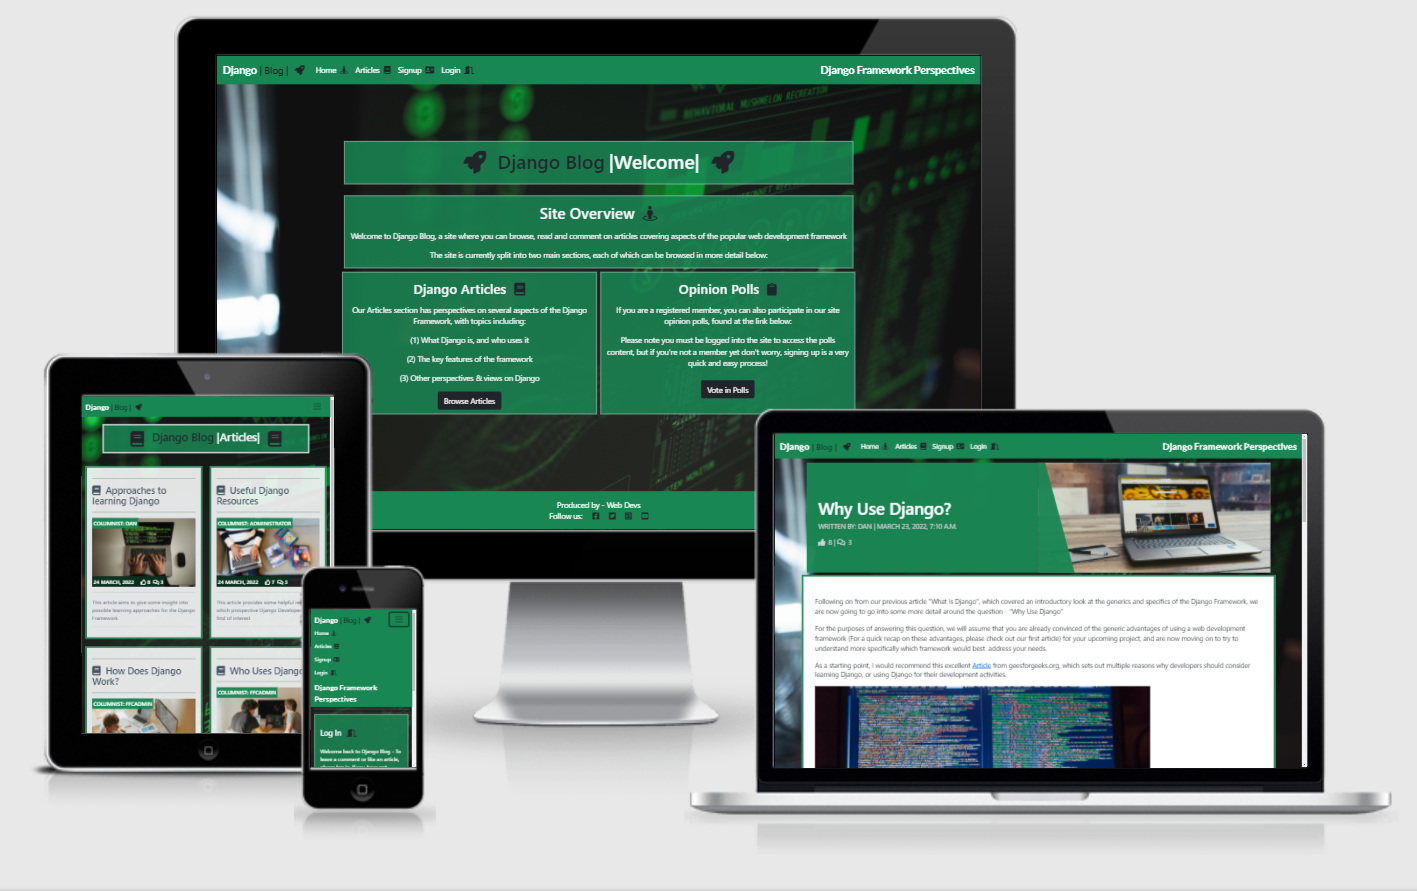 Django | Blog | Home Articles Signup Login Django Framework Perspectives
BEHAVIORAL MUSHMELON RECREATION
Django Blog |Welcome|
Site Overview
Welcome to Django Blog, a site where you can browse, read and comment on articles covering aspects of the popular web development framework
The site is currently split into two main sections, each of which can be browsed in more detail below:
Django Articles
Our Articles section has perspectives on several aspects of the Django
Framework, with topics including:
(1) What Django is, and who uses it
(2) The key features of the framework
(3) Other perspectives & views on Django
Browse Articles
Opinion Polls
If you are a registered member, you can also participate in our site
opinion polls, found at the link below:
Please note you must be logged into the site to access the polls
content, but if you're not a member yet don't worry, signing up is a very
quick and easy process!
Vote in Polls
Produced by - Web Devs
Follow us:
Django | Blog |
Django Blog |Articles|
Approaches to
learning Django
COLUMNIST: DAN
24 MARCH, 2022 8 3
This article aims to give some insight into
possible learning approaches for the Django
Framework
Useful Django
Resources
COLUMNIST: ADMINISTRATOR
24 MARCH, 2022 7 3
This article provides some helpful
which prospective Django Develope
find of interest
How Does Django
Work?
COLUMNIST: FFCADMIN
Who Uses Djang
COLUMNIST: FFCADMIN
Django | Blog |
Home
Articles
Signup
Login
Django Framework
Perspectives
Log In
Welcome back to Django Blog - To
leave a comment or like an article,
Django | Blog | Home Articles Signup Login Django Framework Perspectives
Why Use Django?
WRITTEN BY: DAN | MARCH 23, 2022, 7:10 A.M.
8 | 3
Following on from our previous article "What Is Django", which covered an introductory look at the generics and specifics of the Django Framework, we
are now going to go into some more detail around the question - "Why Use Django"
For the purposes of answering this question, we will assume that you are already convinced of the generic advantages of using a web development
framework (For a quick recap on these advantages, please check out our first article) for your upcoming project, and are now moving on to try to
understand more specifically which framework would best address your needs.
As a starting point, I would recommend this excellent Article from geesforgeeks.org, which sets out multiple reasons why developers should consider
learning Django, or using Django for their development activities.